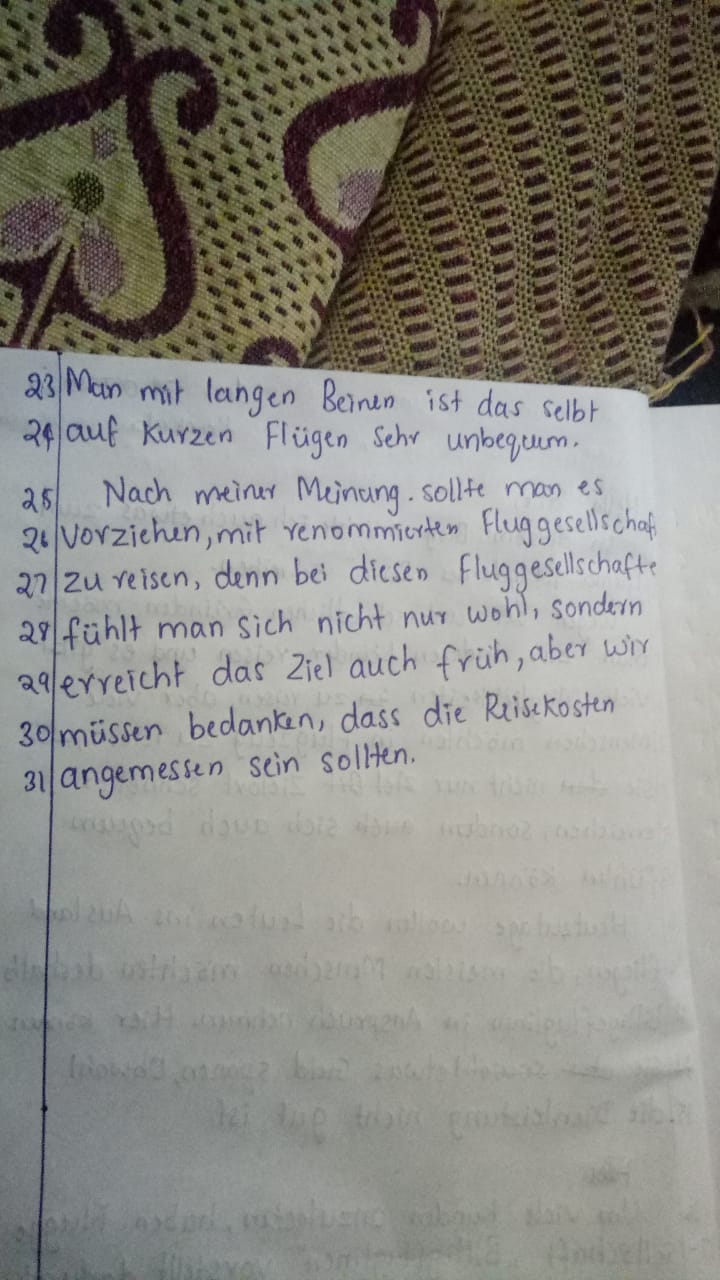 23 Man mit langen Beinen ist das selbt
24 auf Kurzen Flügen Sehr unbequm.
25 Nach meiner Meinung. sollte man es
26 Vorziehen, mit renommierten Fluggesellschaf
27 zu reisen, denn bei diesen Fluggesellschafte
28 fühlt man sich nicht nur wohl, sondern
29 erreicht das Ziel auch früh, aber wir
30 müssen bedanken, dass die Reisekosten
31 angemessen sein sollten.